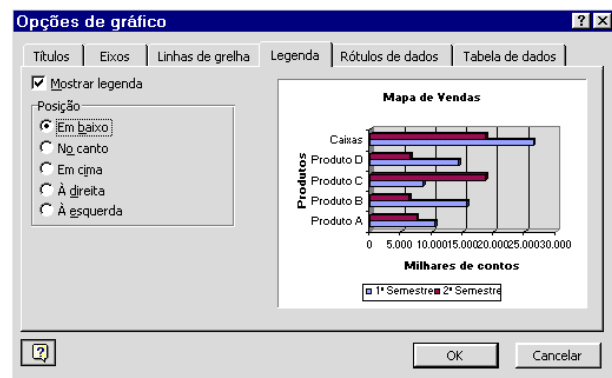 Opções de gráfico
Títulos Eixos Linhas de grelha Legenda Rótulos de dados Tabela de dados
Mostrar legenda
Posição
Em baixo
No canto
Em cima
À direita
À esquerda
Mapa de Vendas
Produtos
Caixas
Produto D
Produto C
Produto B
Produto A
0 5.000 10.000 15.000 20.000 25.000 30.000
Milhares de contos
1º Semestre 2º Semestre
OK Cancelar